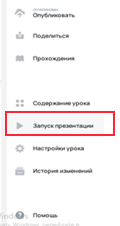 Опубликовать
Поделиться
Прохождения
Содержание урока
Запуск презентации
Настройки урока
История изменений
Помощь